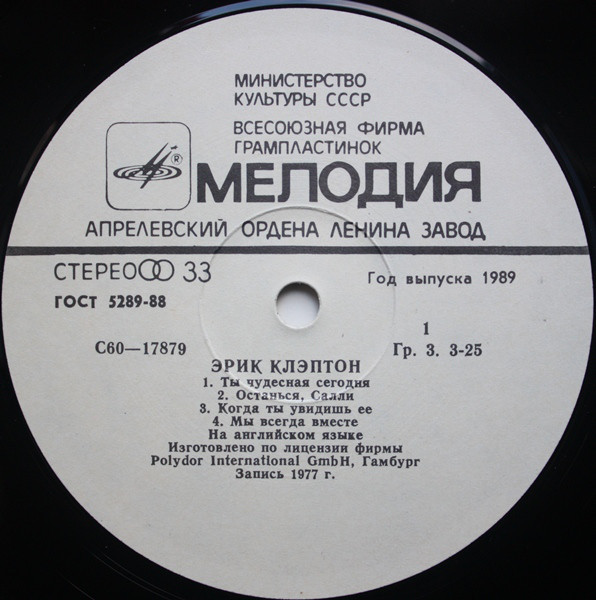 МИНИСТЕРСТВО
КУЛЬТУРЫ СССР
ВСЕСОЮЗНАЯ ФИРМА
ГРАМПЛАСТИНОК
®
МЕЛОДИЯ
АПРЕЛЕВСКИЙ ОРДЕНА ЛЕНИНА ЗАВОД
СТЕРЕО 33
Год выпуска 1989
ГОСТ 5289-88
1
С60—17879
Гр. 3. 3-25
ЭРИК КЛЭПТОН
1. Ты чудесная сегодня
2. Останься, Салли
3. Когда ты увидишь ее
4. Мы всегда вместе
На английском языке
Изготовлено по лицензии фирмы
Polydor International GmbH, Гамбург
Запись 1977 г.